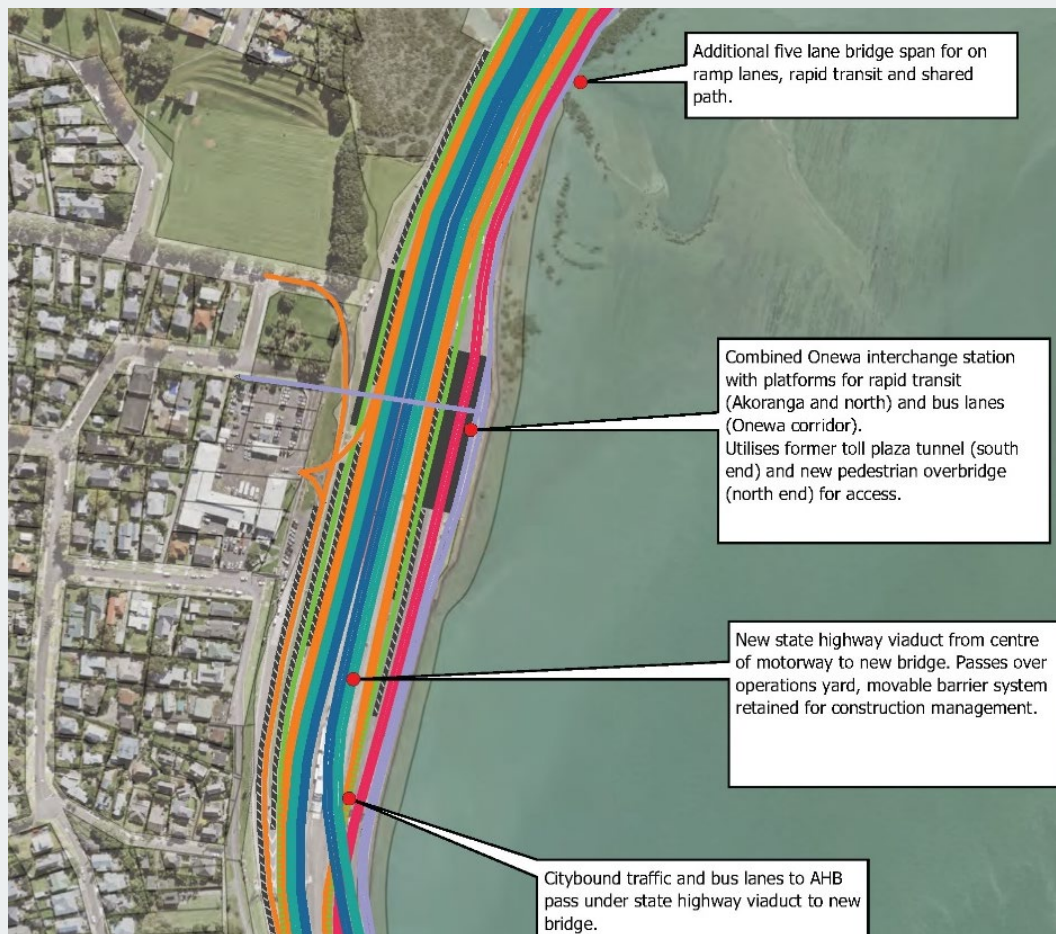 Additional five lane bridge span for on
ramp lanes, rapid transit and shared
path.
Combined Onewa interchange station
with platforms for rapid transit
(Akoranga and north) and bus lanes
(Onewa corridor).
Utilises former toll plaza tunnel (south
end) and new pedestrian overbridge
(north end) for access.
New state highway viaduct from centre
of motorway to new bridge. Passes over
operations yard, movable barrier system
retained for construction management.
Citybound traffic and bus lanes to AHB
pass under state highway viaduct to new
bridge.